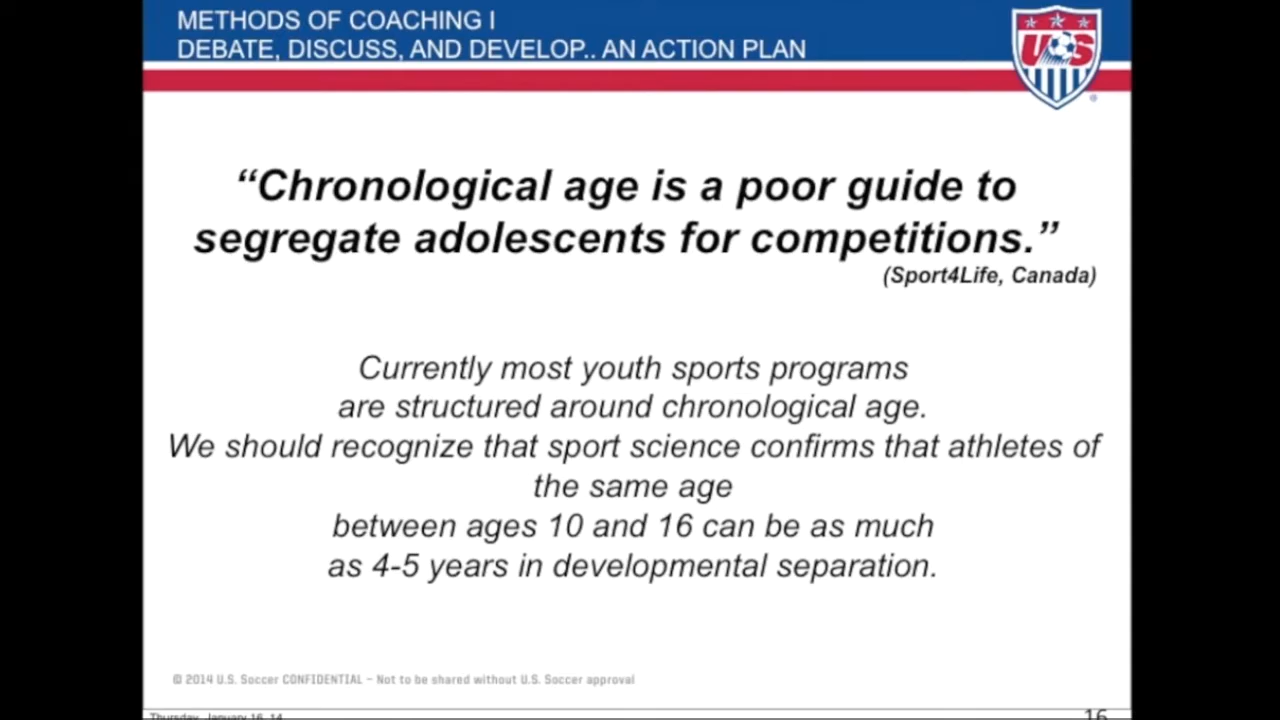 METHODS OF COACHING I
DEBATE, DISCUSS, AND DEVELOP.. AN ACTION PLAN
US
®
“Chronological age is a poor guide to
segregate adolescents for competitions.”
(Sport4Life, Canada)
Currently most youth sports programs
are structured around chronological age.
We should recognize that sport science confirms that athletes of
the same age
between ages 10 and 16 can be as much
as 4-5 years in developmental separation.
© 2014 U.S. Soccer CONFIDENTIAL – Not to be shared without U.S. Soccer approval
Thursday, January 16, 14
16